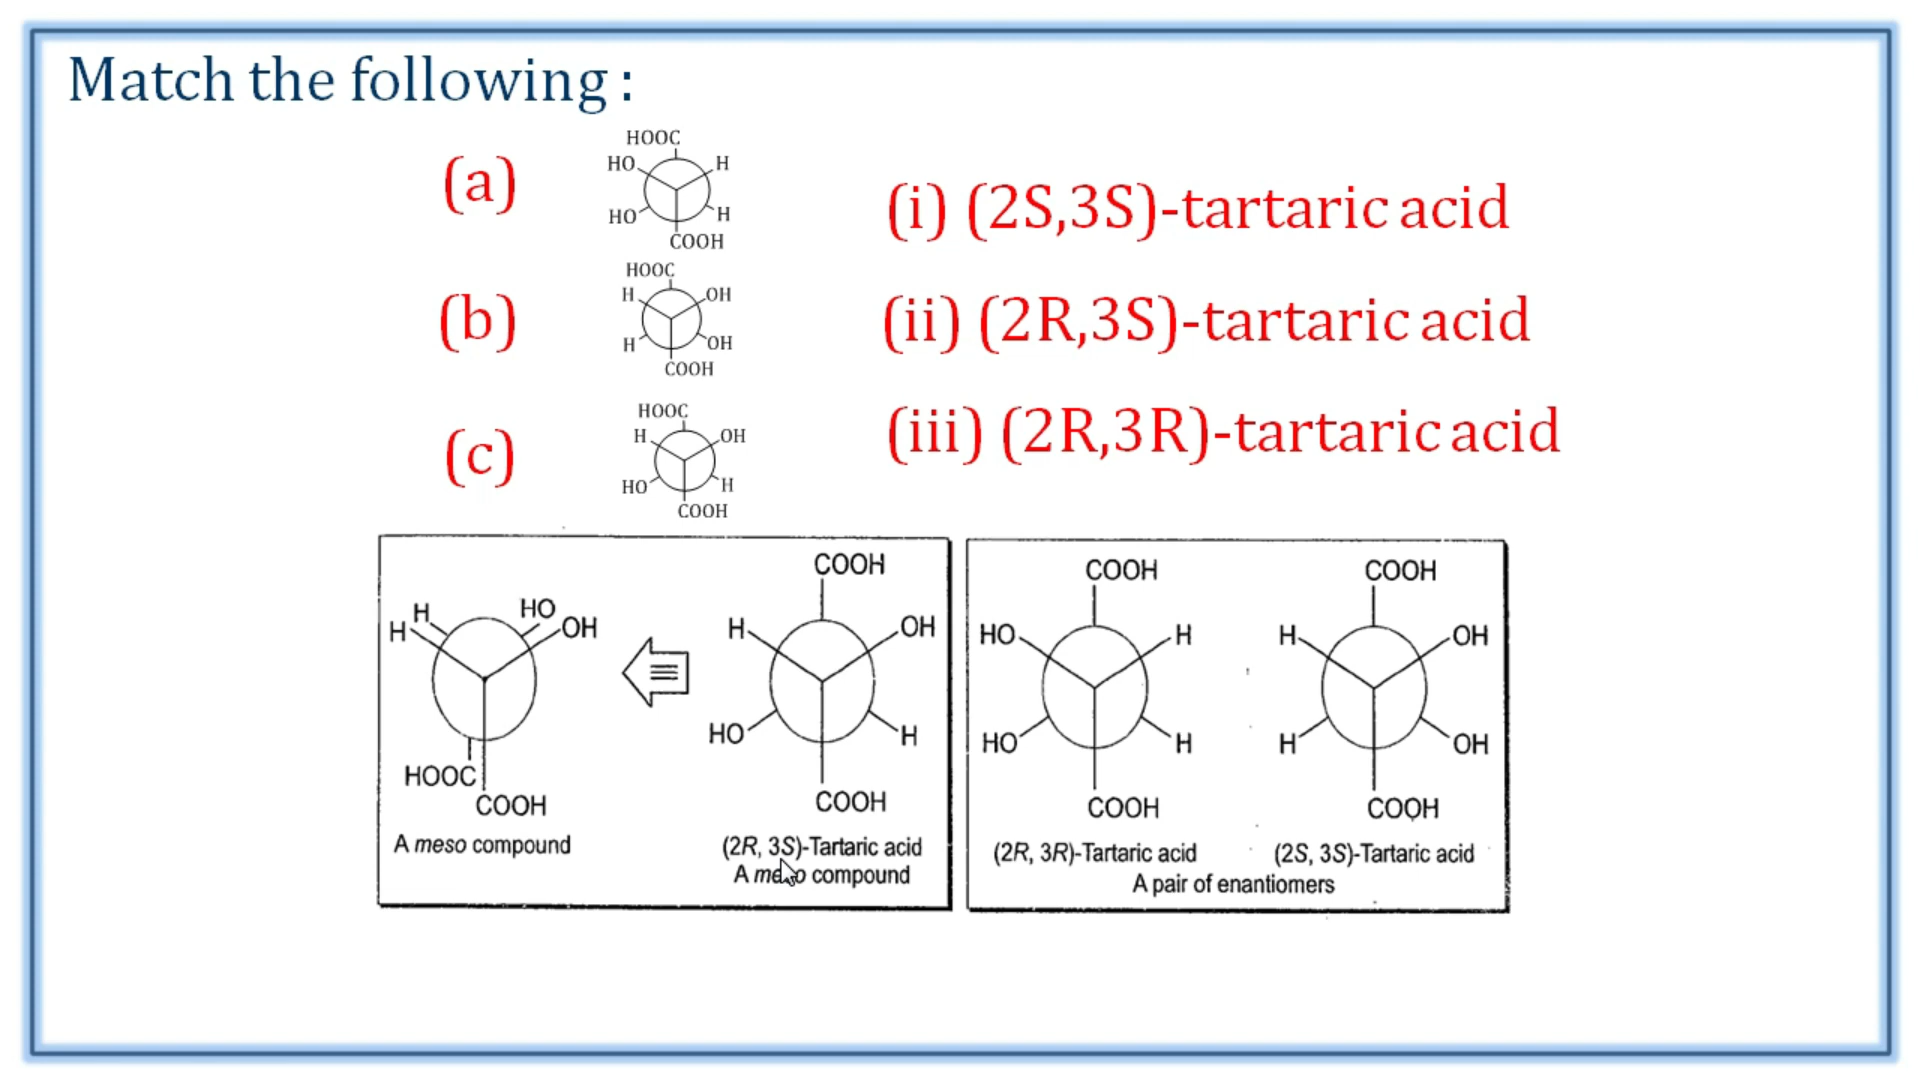 Match the following :
(a)
HOOC
HO
H
HO
H
COOH
(i) (2S,3S)-tartaric acid
(b)
HOOC
H
OH
H
OH
COOH
(ii) (2R,3S)-tartaric acid
(c)
HOOC
H
OH
HO
H
COOH
(iii) (2R,3R)-tartaric acid
H
H
HO
OH
HOOC
COOH
A meso compound
COOH
H
OH
HO
H
COOH
(2R, 3S)-Tartaric acid
A meso compound
COOH
HO
H
HO
H
COOH
(2R, 3R)-Tartaric acid
COOH
H
OH
H
OH
COOH
(2S, 3S)-Tartaric acid
A pair of enantiomers